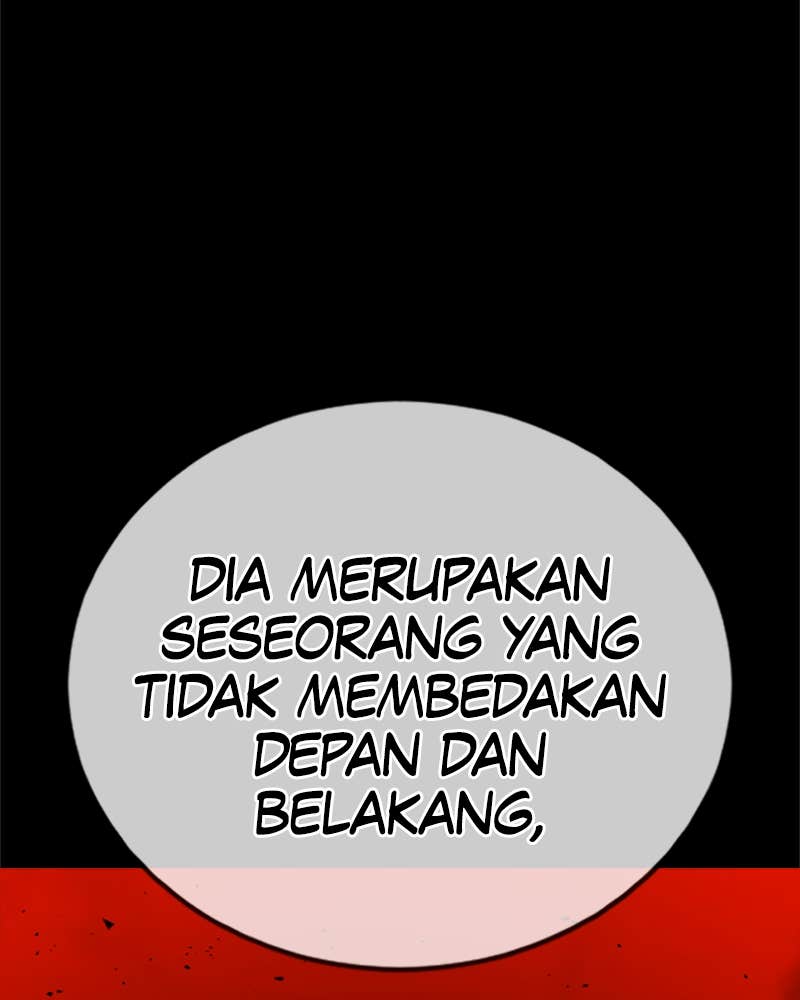 DIA MERUPAKAN
SESEORANG YANG
TIDAK MEMBEDAKAN
DEPAN DAN
BELAKANG,